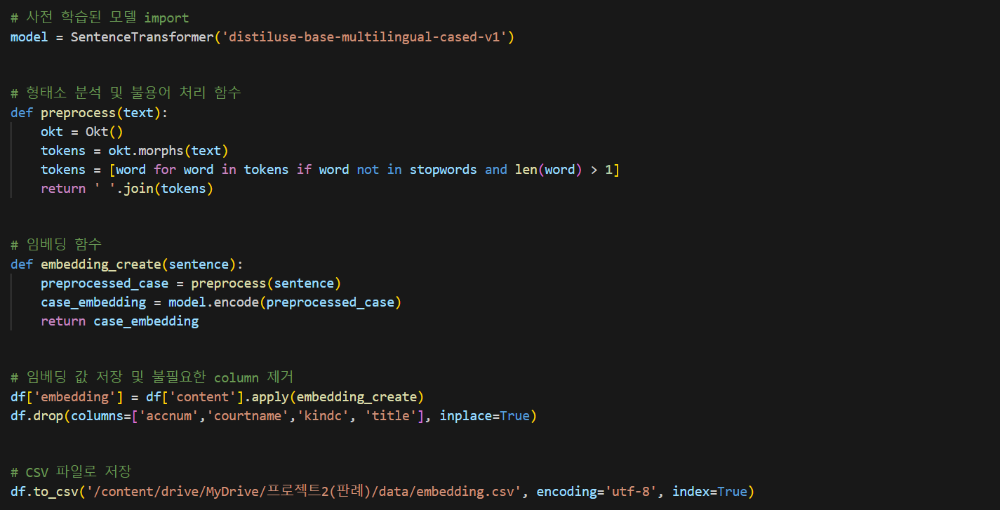 # 사전 학습된 모델 import
model = SentenceTransformer('distiluse-base-multilingual-cased-v1')
# 형태소 분석 및 불용어 처리 함수
def preprocess(text):
    okt = Okt()
    tokens = okt.morphs(text)
    tokens = [word for word in tokens if word not in stopwords and len(word) > 1]
    return ' '.join(tokens)
# 임베딩 함수
def embedding_create(sentence):
    preprocessed_case = preprocess(sentence)
    case_embedding = model.encode(preprocessed_case)
    return case_embedding
# 임베딩 값 저장 및 불필요한 column 제거
df['embedding'] = df['content'].apply(embedding_create)
df.drop(columns=['accnum','courtname','kindc', 'title'], inplace=True)
# CSV 파일로 저장
df.to_csv('/content/drive/MyDrive/프로젝트2(판례)/data/embedding.csv', encoding='utf-8', index=True)